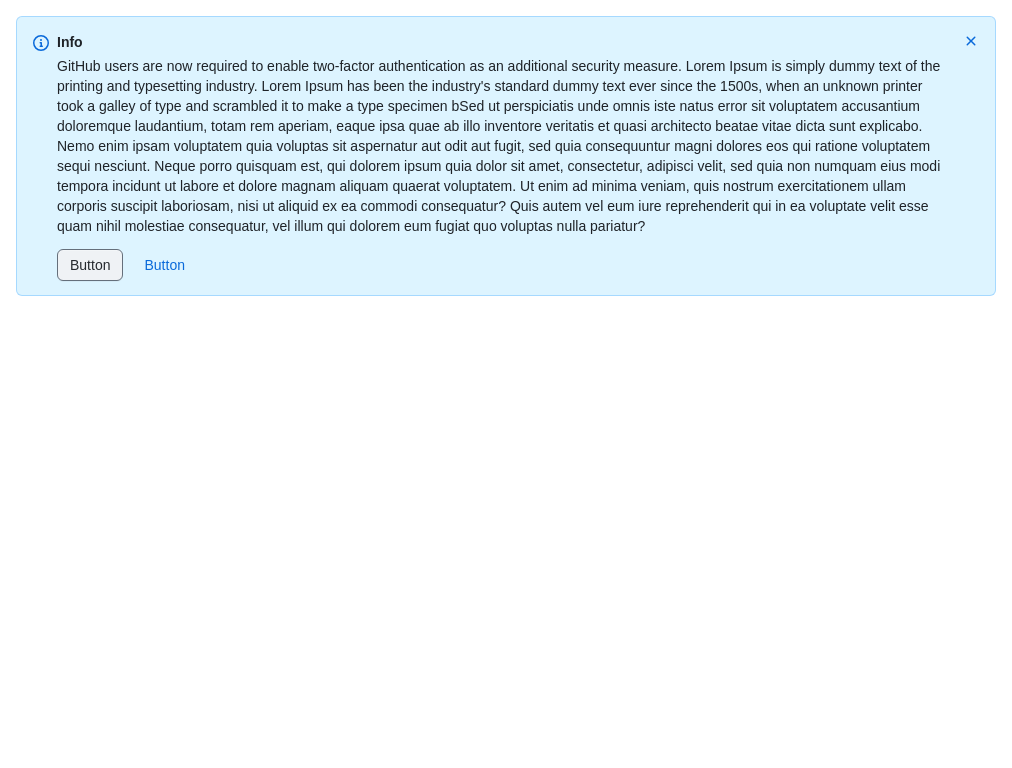 Info
GitHub users are now required to enable two-factor authentication as an additional security measure. Lorem Ipsum is simply dummy text of the
printing and typesetting industry. Lorem Ipsum has been the industry's standard dummy text ever since the 1500s, when an unknown printer
took a galley of type and scrambled it to make a type specimen bSed ut perspiciatis unde omnis iste natus error sit voluptatem accusantium
doloremque laudantium, totam rem aperiam, eaque ipsa quae ab illo inventore veritatis et quasi architecto beatae vitae dicta sunt explicabo.
Nemo enim ipsam voluptatem quia voluptas sit aspernatur aut odit aut fugit, sed quia consequuntur magni dolores eos qui ratione voluptatem
sequi nesciunt. Neque porro quisquam est, qui dolorem ipsum quia dolor sit amet, consectetur, adipisci velit, sed quia non numquam eius modi
tempora incidunt ut labore et dolore magnam aliquam quaerat voluptatem. Ut enim ad minima veniam, quis nostrum exercitationem ullam
corporis suscipit laboriosam, nisi ut aliquid ex ea commodi consequatur? Quis autem vel eum iure reprehenderit qui in ea voluptate velit esse
quam nihil molestiae consequatur, vel illum qui dolorem eum fugiat quo voluptas nulla pariatur?
Button Button